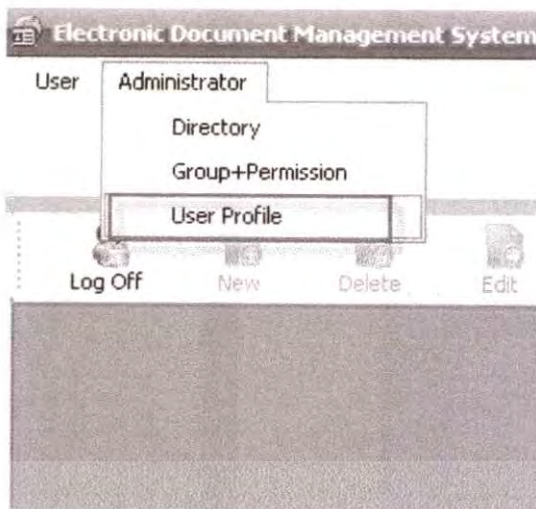 Electronic Document Management System
User Administrator
Directory
Group+Permission
User Profile
Log Off New Delete Edit